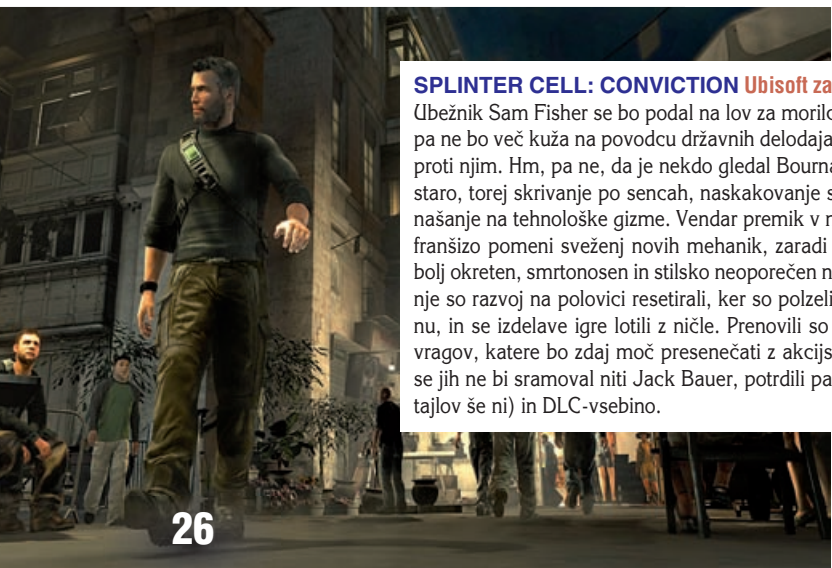 SPLINTER CELL: CONVICTION Ubisoft za
Ubežnik Sam Fisher se bo podal na lov za morilc
pa ne bo več kuža na povodcu državnih delodaja
proti njim. Hm, pa ne, da je nekdo gledal Bourna
staro, torej skrivanje po sencah, naskakovanje s
našanje na tehnološke gizme. Vendar premik v n
franšizo pomeni sveženj novih mehanik, zaradi
bolj okreten, smrtonosen in stilsko neoporečen n
nje so razvoj na polovici resetirali, ker so polzeli
nu, in se izdelave igre lotili z ničle. Prenovili so
vragov, katere bo zdaj moč presenečati z akcijs
se jih ne bi sramoval niti Jack Bauer, potrdili pa
tajlov še ni) in DLC-vsebino.
26